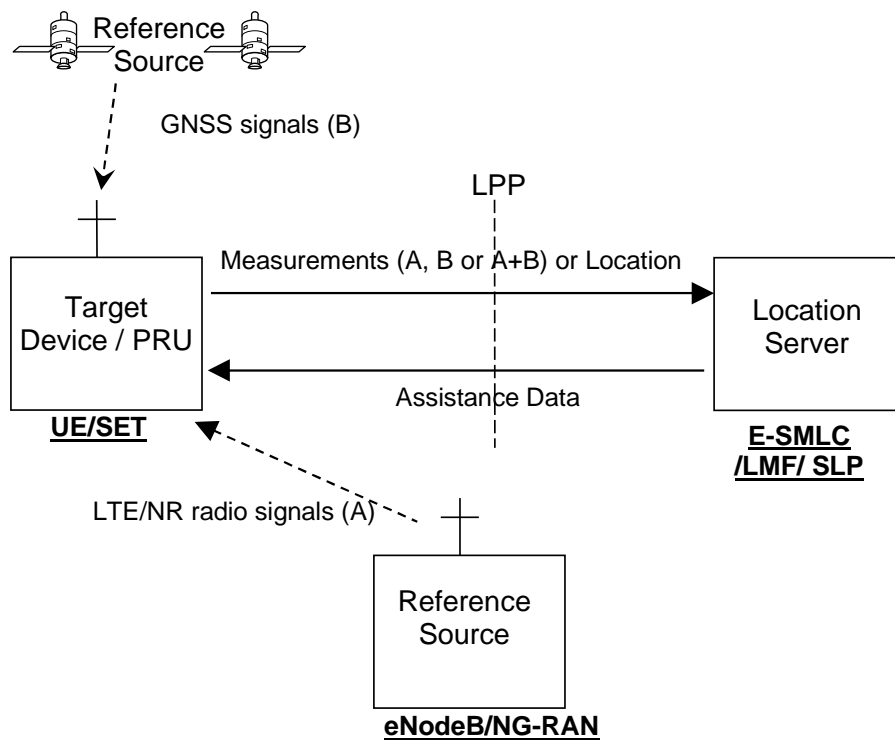 Reference
Source
GNSS signals (B)
LPP
Measurements (A, B or A+B) or Location
Target
Device / PRU
Location
Server
Assistance Data
UE/SET
E-SMLC
/LMF/ SLP
LTE/NR radio signals (A)
Reference
Source
eNodeB/NG-RAN